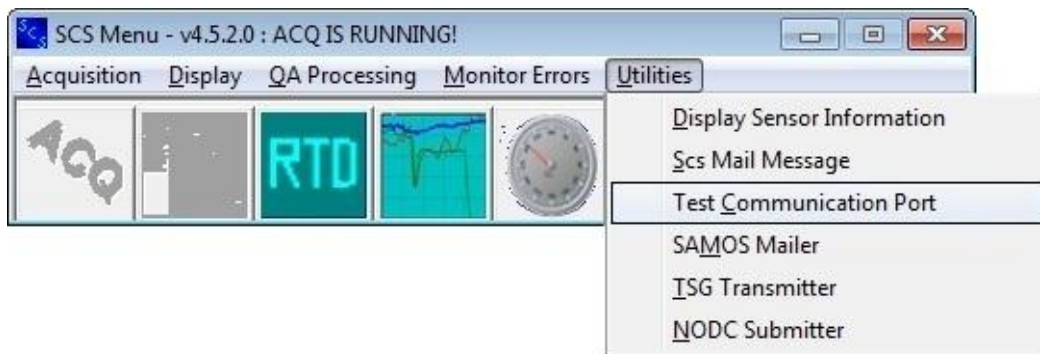 SCS
SCS Menu - v4.5.2.0 : ACQ IS RUNNING!
Acquisition Display QA Processing Monitor Errors Utilities
ACQ
RTD
Display Sensor Information
Scs Mail Message
Test Communication Port
SAMOS Mailer
TSG Transmitter
NODC Submitter